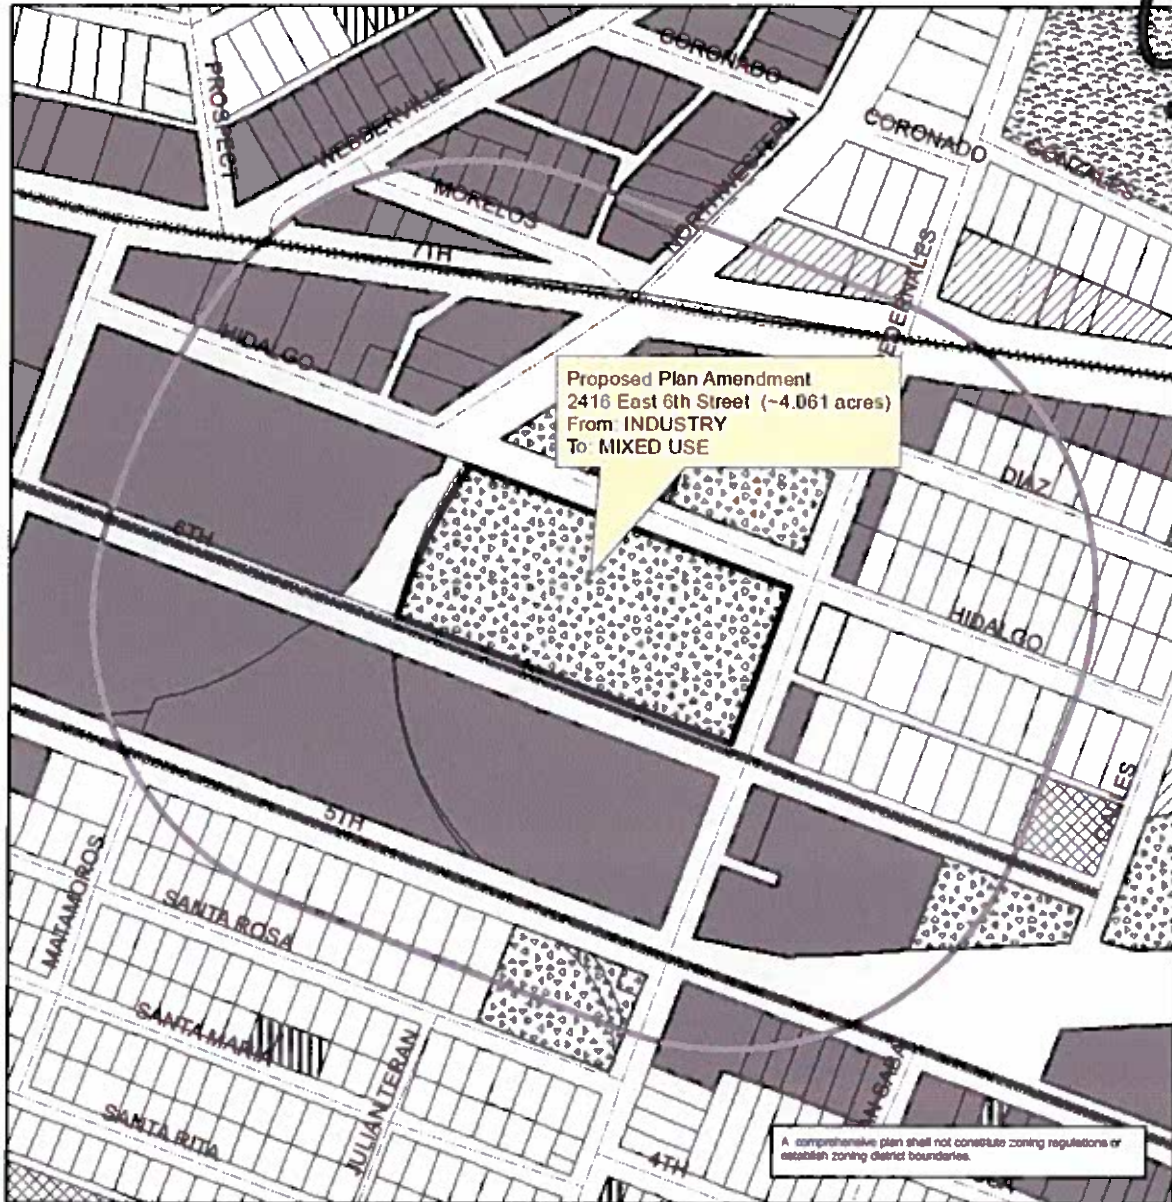 CORONADO
PROSPECT
WEBBERVILLE
NORTHWESTERN
CORONADO
GONZALES
MORELOS
7TH
PEDERNALES
HIDALGO
Proposed Plan Amendment
2416 East 6th Street (~4.061 acres)
From: INDUSTRY
To: MIXED USE
DIAZ
6TH
HIDALGO
5TH
MATAMOROS
SANTA ROSA
SANTA MARIA
JULIAN TERAN
SANTA RITA
4TH
A comprehensive plan shall not constitute zoning regulations or
establish zoning district boundaries.